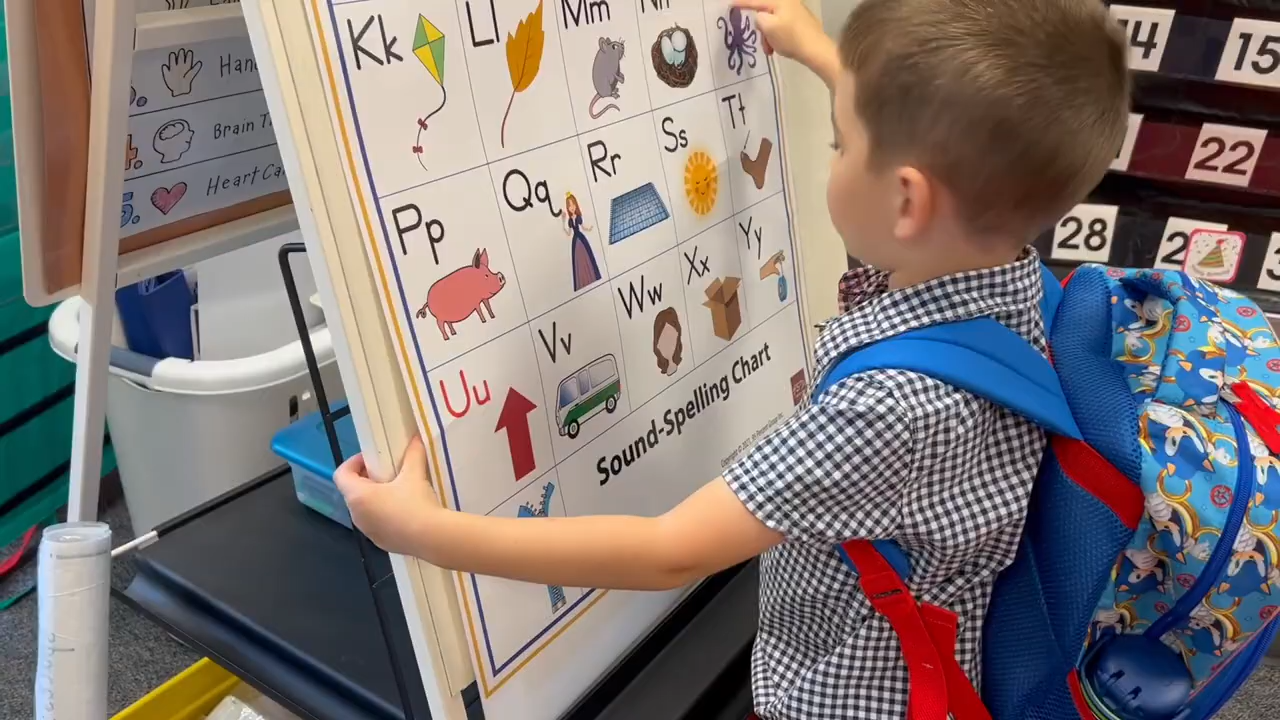 Kk
Ll
Mm
Nn
Pp
Qq
Rr
Ss
Tt
Uu
Vv
Ww
Xx
Yy
Sound-Spelling Chart
Brain
Heart
14
15
22
28